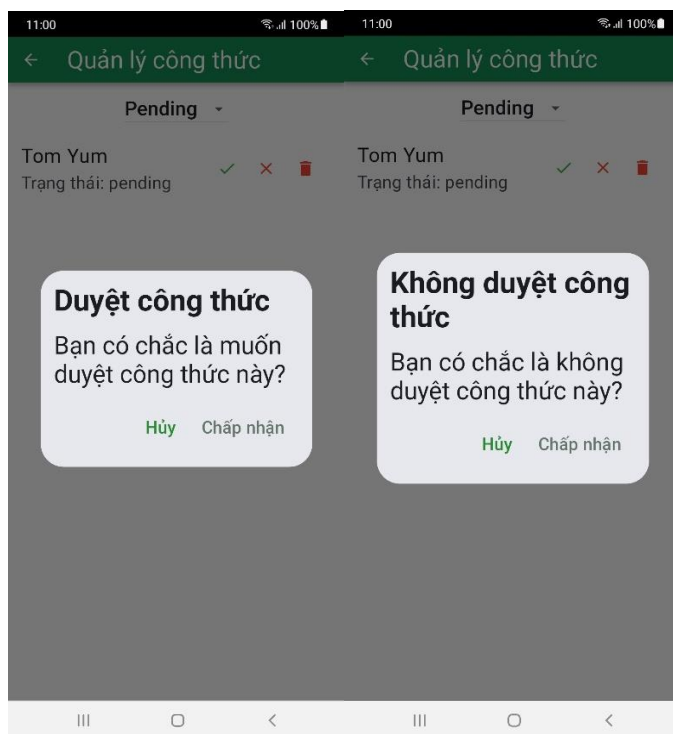 11:00 100%
Quản lý công thức
Pending
Tom Yum
Trạng thái: pending
Duyệt công thức
Bạn có chắc là muốn
duyệt công thức này?
Hủy Chấp nhận
11:00 100%
Quản lý công thức
Pending
Tom Yum
Trạng thái: pending
Không duyệt công
thức
Bạn có chắc là không
duyệt công thức này?
Hủy Chấp nhận